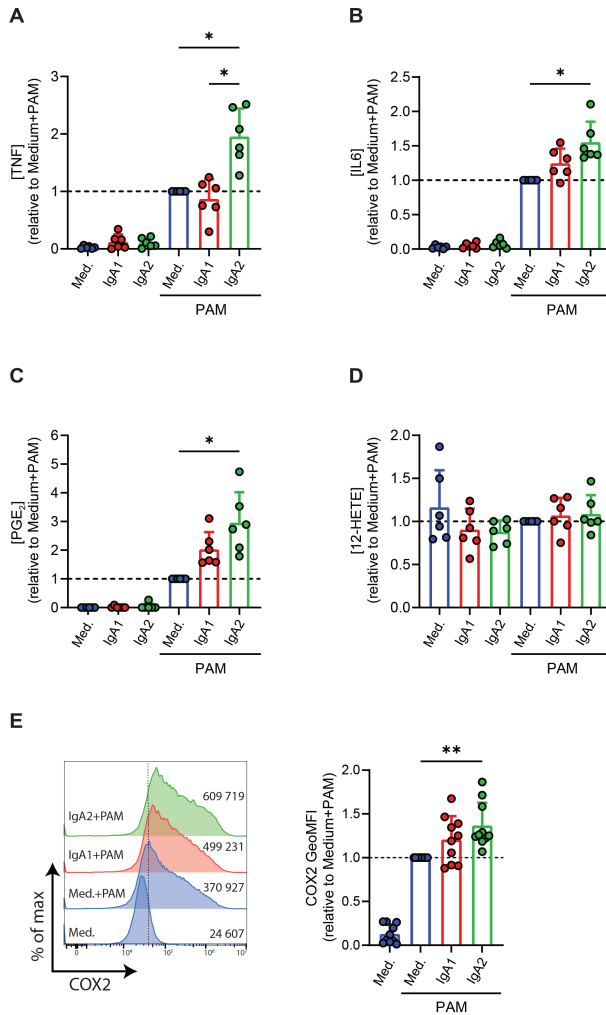 A
*
*
[TNF]
(relative to Medium+PAM)
3
2
1
0
Med.
IgA1
IgA2
Med.
IgA1
IgA2
PAM
B
*
[IL6]
(relative to Medium+PAM)
2.5
2.0
1.5
1.0
0.5
0.0
Med.
IgA1
IgA2
Med.
IgA1
IgA2
PAM
C
*
[PGE₂]
(relative to Medium+PAM)
6
5
4
3
2
1
0
Med.
IgA1
IgA2
Med.
IgA1
IgA2
PAM
D
[12-HETE]
(relative to Medium+PAM)
2.0
1.5
1.0
0.5
0.0
Med.
IgA1
IgA2
Med.
IgA1
IgA2
PAM
E
% of max
IgA2+PAM 609 719
IgA1+PAM 499 231
Med.+PAM 370 927
Med. 24 607
0 10⁴ 10⁵ 10⁶ 10⁷
COX2
**
COX2 GeoMFI
(relative to Medium+PAM)
2.0
1.5
1.0
0.5
0.0
Med.
Med.
IgA1
IgA2
PAM